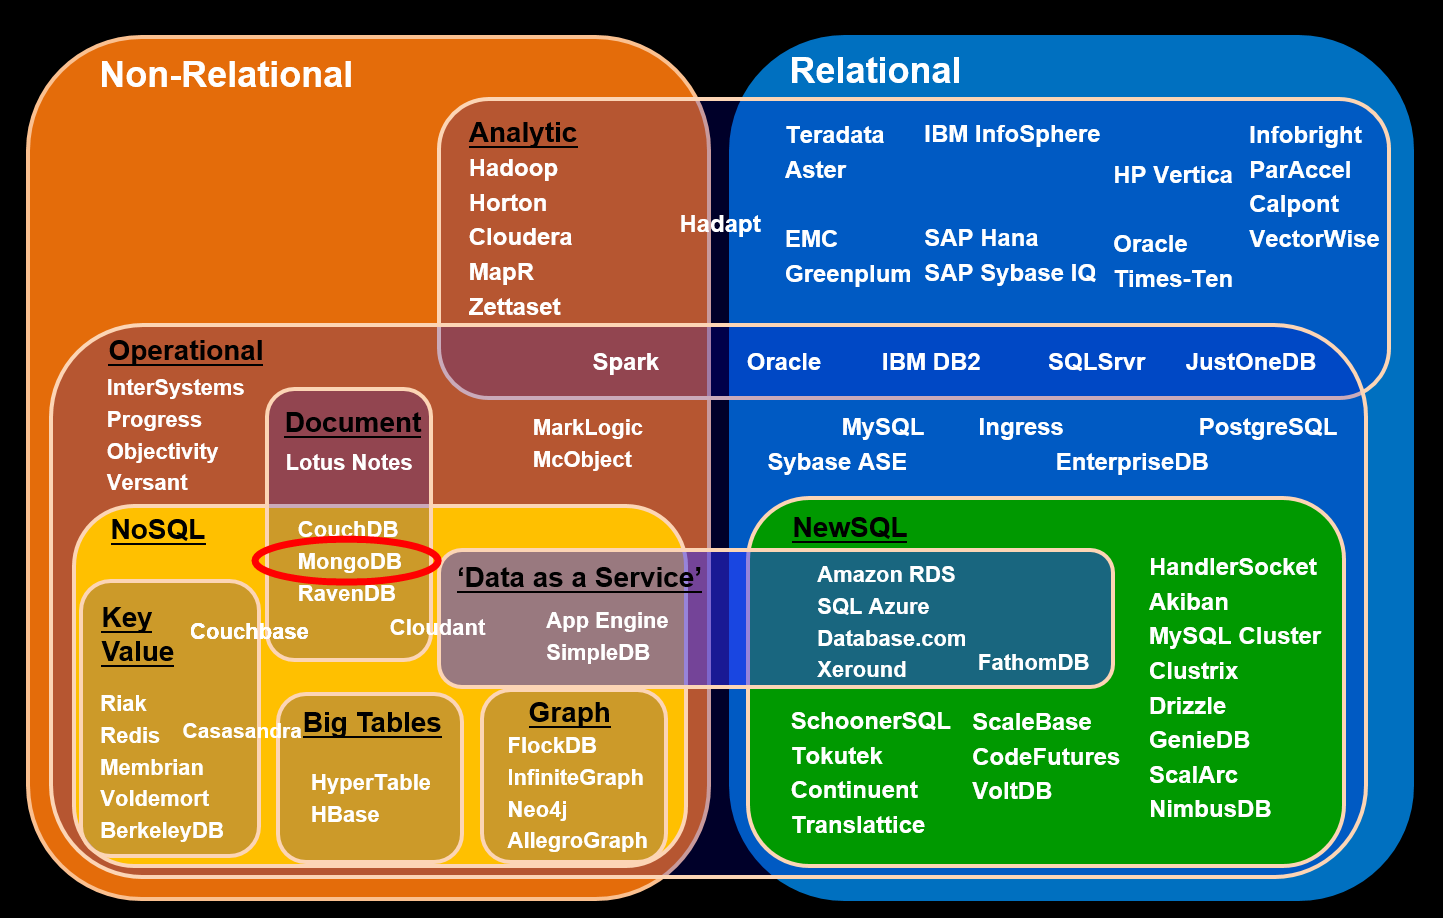 Non-Relational
Relational
Analytic
Hadoop
Horton
Cloudera
MapR
Zettaset
Hadapt
Teradata
Aster
EMC
Greenplum
IBM InfoSphere
SAP Hana
SAP Sybase IQ
HP Vertica
Oracle
Times-Ten
Infobright
ParAccel
Calpont
VectorWise
Operational
InterSystems
Progress
Objectivity
Versant
Spark
Oracle
IBM DB2
SQLSrvr
JustOneDB
Document
Lotus Notes
MarkLogic
McObject
MySQL
Ingress
PostgreSQL
Sybase ASE
EnterpriseDB
NoSQL
CouchDB
MongoDB
RavenDB
Key
Value
Couchbase
Cloudant
Riak
Redis
Membrian
Voldemort
BerkeleyDB
Casasandra
Big Tables
HyperTable
HBase
Graph
FlockDB
InfiniteGraph
Neo4j
AllegroGraph
‘Data as a Service’
App Engine
SimpleDB
NewSQL
Amazon RDS
SQL Azure
Database.com
Xeround
FathomDB
SchoonerSQL
Tokutek
Continuent
Translattice
ScaleBase
CodeFutures
VoltDB
HandlerSocket
Akiban
MySQL Cluster
Clustrix
Drizzle
GenieDB
ScalArc
NimbusDB